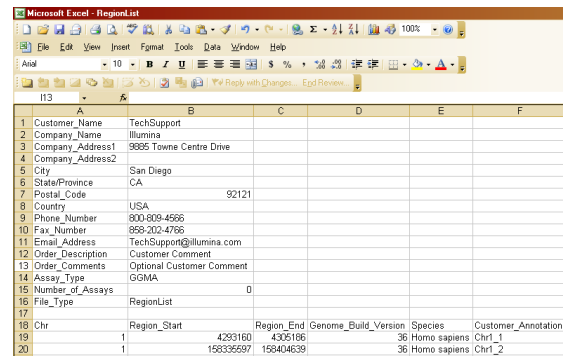 Microsoft Excel - RegionList
100%
File Edit View Insert Format Tools Data Window Help
Arial 10 B I U $ % ,
Reply with Changes... End Review...
I13 fx
A B C D E F
1 Customer_Name TechSupport
2 Company_Name Illumina
3 Company_Address1 9885 Towne Centre Drive
4 Company_Address2
5 City San Diego
6 State/Province CA
7 Postal_Code 92121
8 Country USA
9 Phone_Number 800-809-4566
10 Fax_Number 858-202-4766
11 Email_Address TechSupport@illumina.com
12 Order_Description Customer Comment
13 Order_Comments Optional Customer Comment
14 Assay_Type GGMA
15 Number_of_Assays 0
16 File_Type RegionList
17
18 Chr Region_Start Region_End Genome_Build_Version Species Customer_Annotation
19 1 4293160 4305186 36 Homo sapiens Chr1_1
20 1 158335597 158404639 36 Homo sapiens Chr1_2